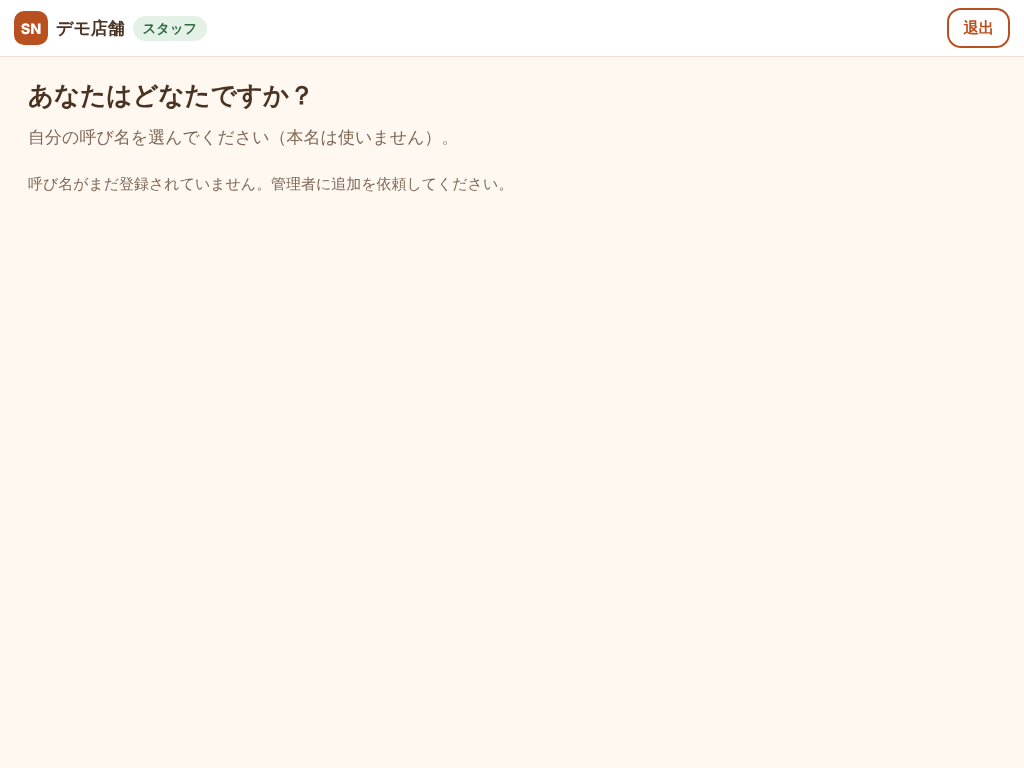 SN デモ店舗 スタッフ 退出
あなたはどなたですか？
自分の呼び名を選んでください（本名は使いません）。
呼び名がまだ登録されていません。管理者に追加を依頼してください。